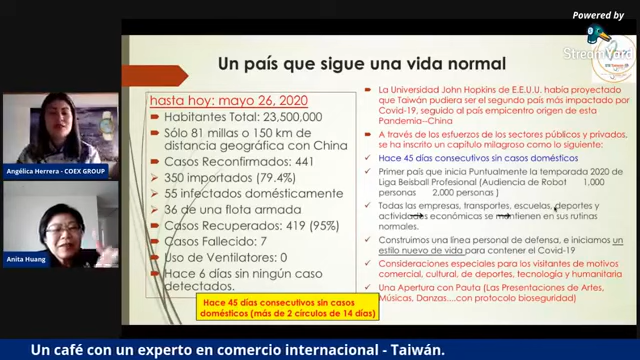 Powered by
StreamYard
Un país que sigue una vida normal
hasta hoy: mayo 26, 2020
Habitantes Total: 23,500,000
Sólo 81 millas o 150 km de
distancia geográfica con China
Casos Reconfirmados: 441
350 importados (79.4%)
55 infectados domésticamente
36 de una flota armada
Casos Recuperado: 419 (95%)
Casos Fallecido: 7
Uso de Ventilatores: 0
Hace 6 días sin ningún caso
detectados.
Hace 45 días consecutivos sin casos
domésticos (más de 2 círculos de 14 días)
La Universidad John Hopkins de E.E.U.U. había proyectado
que Taiwán pudiera ser el segundo país más impactado por
Covid-19, seguido al país empicentro origen de esta
Pandemia--China
A través de los esfuerzos de los sectores públicos y privados,
se ha inscrito un capitulo milagroso como lo siguiente:
Hace 45 días consecutivos sin casos domésticos
Primer país que inicia Puntualmente la temporada 2020 de
Liga Beisball Profesional (Audiencia de Robot 1,000
personas 2,000 personas )
Todas las empresas, transportes, escuelas, deportes y
actividades económicas se mantienen en sus rutinas
normales.
Construimos una línea personal de defensa, e iniciamos un
estilo nuevo de vida para contener el Covid-19
Consideraciones especiales para los visitantes de motivos
comercial, cultural, de deportes, tecnología y humanitaria
Una Apertura con Pauta (Las Presentaciones de Artes,
Músicas, Danzas....con protocolo bioseguridad)
Angélica Herrera - COEX GROUP
Anita Huang
Un café con un experto en comercio internacional - Taiwán.